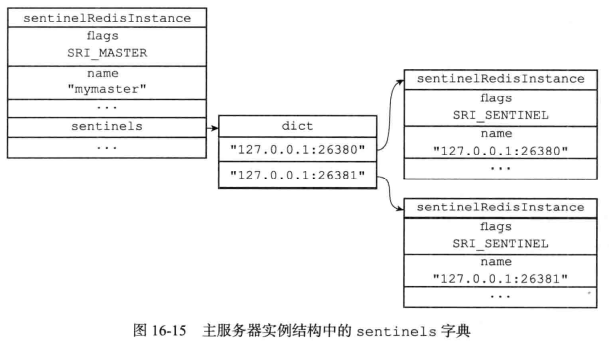 sentinelRedisInstance
flags
SRI_MASTER
name
"mymaster"
...
sentinels
...
dict
"127.0.0.1:26380"
"127.0.0.1:26381"
sentinelRedisInstance
flags
SRI_SENTINEL
name
"127.0.0.1:26380"
...
sentinelRedisInstance
flags
SRI_SENTINEL
name
"127.0.0.1:26381"
...
图 16-15 主服务器实例结构中的 sentinels 字典